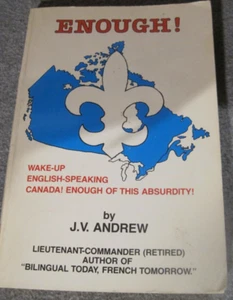 ENOUGH!
WAKE-UP
ENGLISH-SPEAKING
CANADA! ENOUGH OF THIS ABSURDITY!
by
J.V. ANDREW
LIEUTENANT-COMMANDER (RETIRED)
AUTHOR OF
"BILINGUAL TODAY, FRENCH TOMORROW."